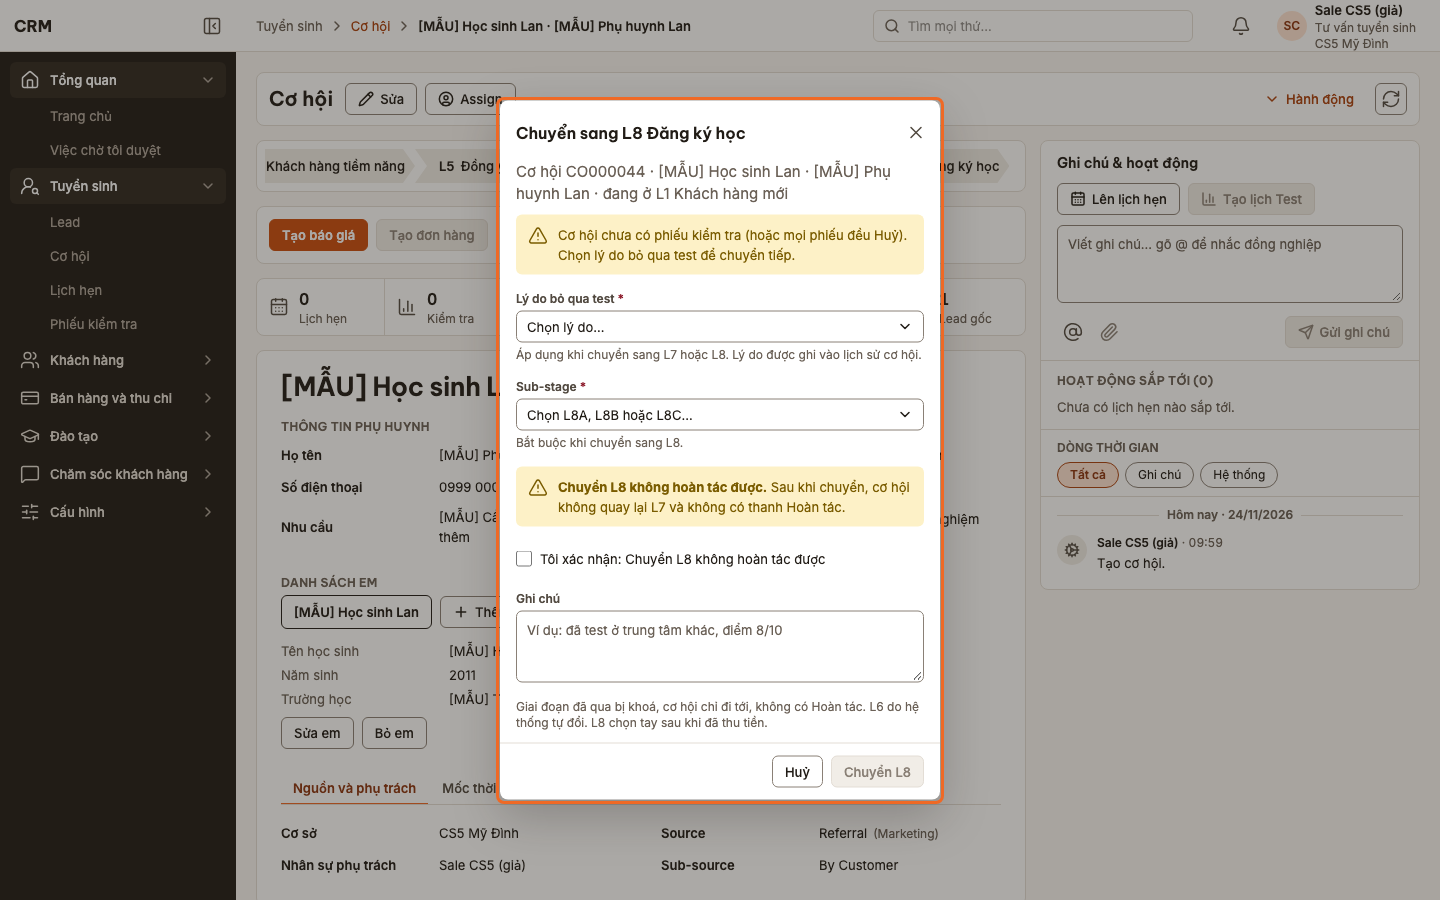 CRM
Tuyển sinh > Cơ hội > [MẪU] Học sinh Lan · [MẪU] Phụ huynh Lan
Tìm mọi thứ...
SC
Sale CS5 (giả)
Tư vấn tuyển sinh
CS5 Mỹ Đình
Tổng quan
Trang chủ
Việc chờ tôi duyệt
Tuyển sinh
Lead
Cơ hội
Lịch hẹn
Phiếu kiểm tra
Khách hàng
Bán hàng và thu chi
Đào tạo
Chăm sóc khách hàng
Cấu hình
Cơ hội
Sửa
Assign
Hành động
Khách hàng tiềm năng
L5 Đồng
ng ký học
Tạo báo giá
Tạo đơn hàng
0
Lịch hẹn
0
Kiểm tra
Lead gốc
[MẪU] Học sinh L
THÔNG TIN PHỤ HUYNH
Họ tên
[MẪU] Ph
Số điện thoại
0999 000
Nhu cầu
[MẪU] Cầ
nghiệm
thêm
DANH SÁCH EM
[MẪU] Học sinh Lan
Thê
Tên học sinh
[MẪU] H
Năm sinh
2011
Trường học
[MẪU] T
Sửa em
Bỏ em
Nguồn và phụ trách
Mốc thời
Cơ sở
CS5 Mỹ Đình
Source
Referral (Marketing)
Nhân sự phụ trách
Sale CS5 (giả)
Sub-source
By Customer
Chuyển sang L8 Đăng ký học
Cơ hội CO000044 · [MẪU] Học sinh Lan · [MẪU] Phụ
huynh Lan · đang ở L1 Khách hàng mới
Cơ hội chưa có phiếu kiểm tra (hoặc mọi phiếu đều Huỷ).
Chọn lý do bỏ qua test để chuyển tiếp.
Lý do bỏ qua test *
Chọn lý do...
Áp dụng khi chuyển sang L7 hoặc L8. Lý do được ghi vào lịch sử cơ hội.
Sub-stage *
Chọn L8A, L8B hoặc L8C...
Bắt buộc khi chuyển sang L8.
Chuyển L8 không hoàn tác được. Sau khi chuyển, cơ hội
không quay lại L7 và không có thanh Hoàn tác.
Tôi xác nhận: Chuyển L8 không hoàn tác được
Ghi chú
Ví dụ: đã test ở trung tâm khác, điểm 8/10
Giai đoạn đã qua bị khoá, cơ hội chỉ đi tới, không có Hoàn tác. L6 do hệ
thống tự đổi. L8 chọn tay sau khi đã thu tiền.
Huỷ
Chuyển L8
Ghi chú & hoạt động
Lên lịch hẹn
Tạo lịch Test
Viết ghi chú... gõ @ để nhắc đồng nghiệp
Gửi ghi chú
HOẠT ĐỘNG SẮP TỚI (0)
Chưa có lịch hẹn nào sắp tới.
DÒNG THỜI GIAN
Tất cả
Ghi chú
Hệ thống
Hôm nay · 24/11/2026
Sale CS5 (giả) · 09:59
Tạo cơ hội.